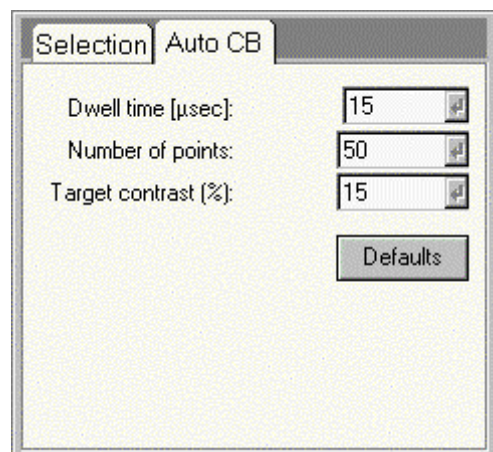 Selection Auto CB
Dwell time [µsec]: 15
Number of points: 50
Target contrast (%): 15
Defaults